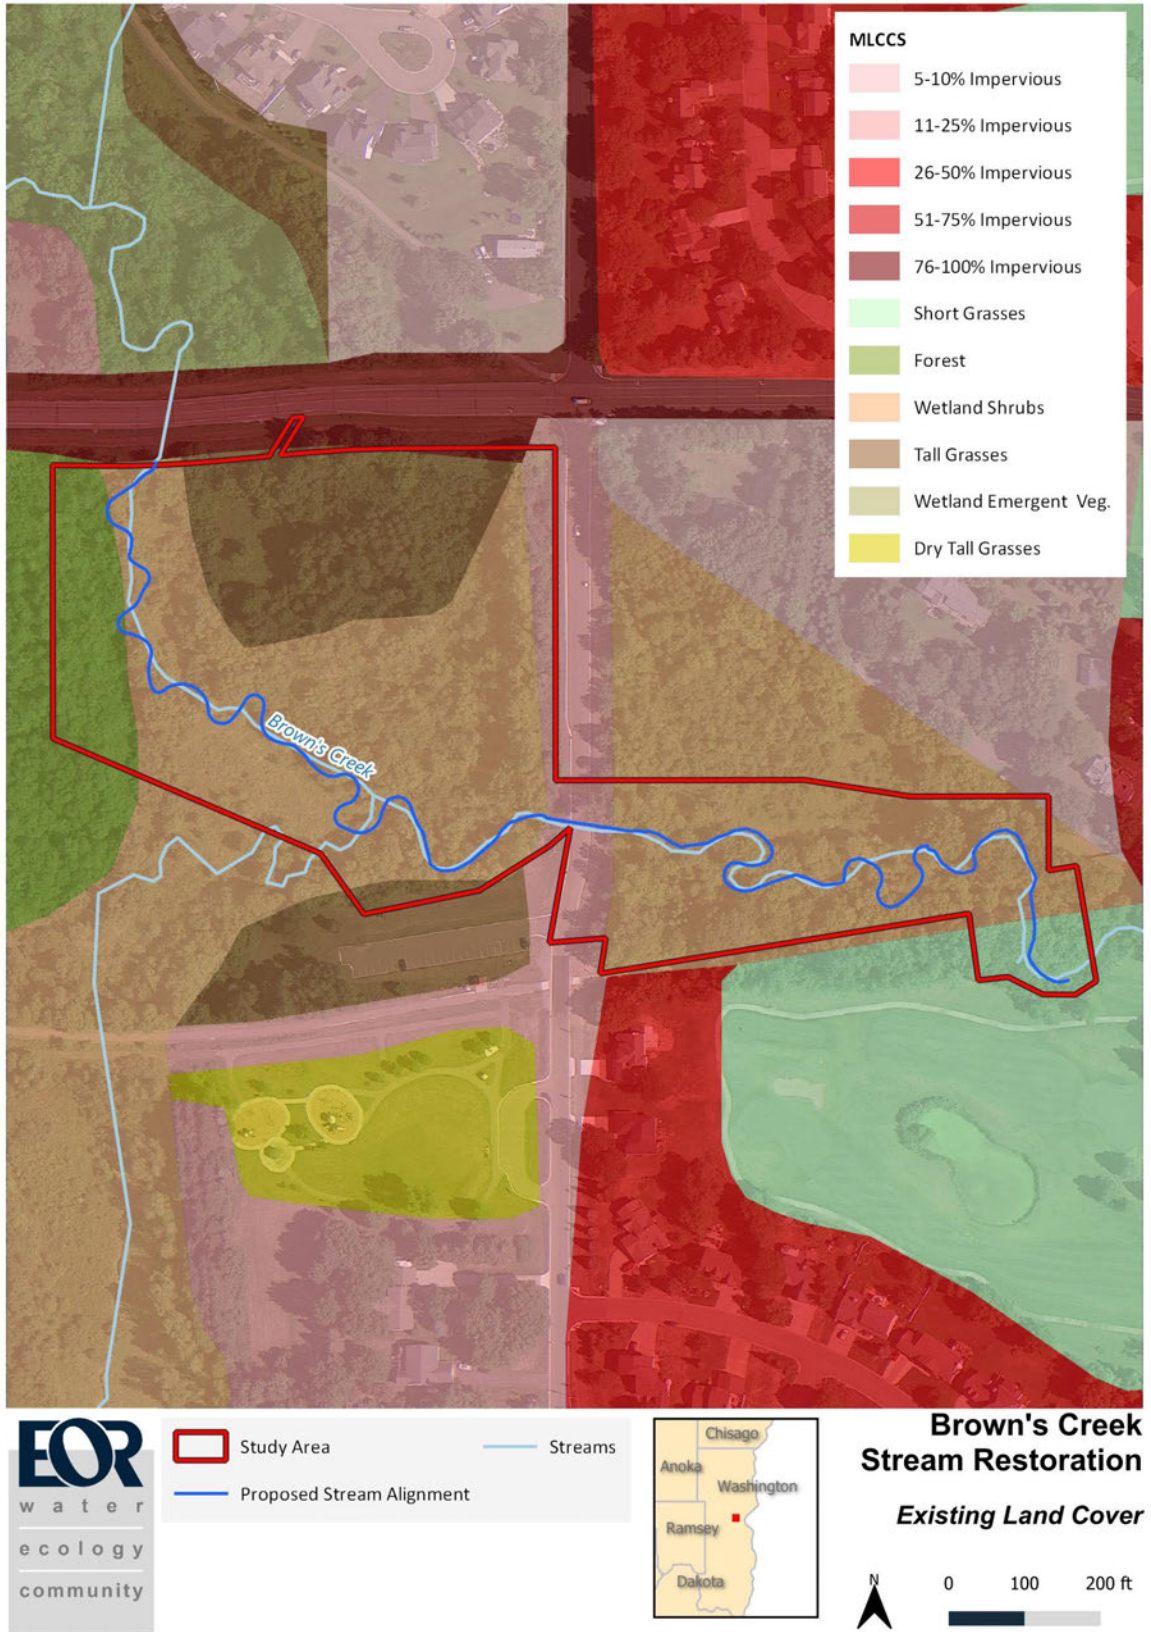 MLCCS
5-10% Impervious
11-25% Impervious
26-50% Impervious
51-75% Impervious
76-100% Impervious
Short Grasses
Forest
Wetland Shrubs
Tall Grasses
Wetland Emergent Veg.
Dry Tall Grasses
Brown's Creek
EOR
water
ecology
community
Study Area
Streams
Proposed Stream Alignment
Chisago
Anoka
Washington
Ramsey
Dakota
Brown's Creek
Stream Restoration
Existing Land Cover
N
0 100 200 ft